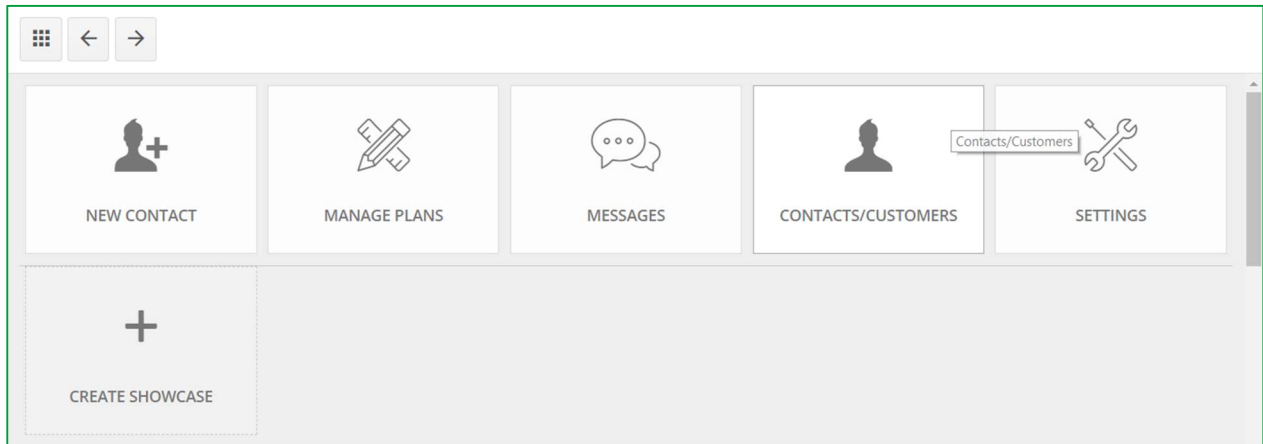 NEW CONTACT
MANAGE PLANS
MESSAGES
CONTACTS/CUSTOMERS
Contacts/Customers
SETTINGS
CREATE SHOWCASE